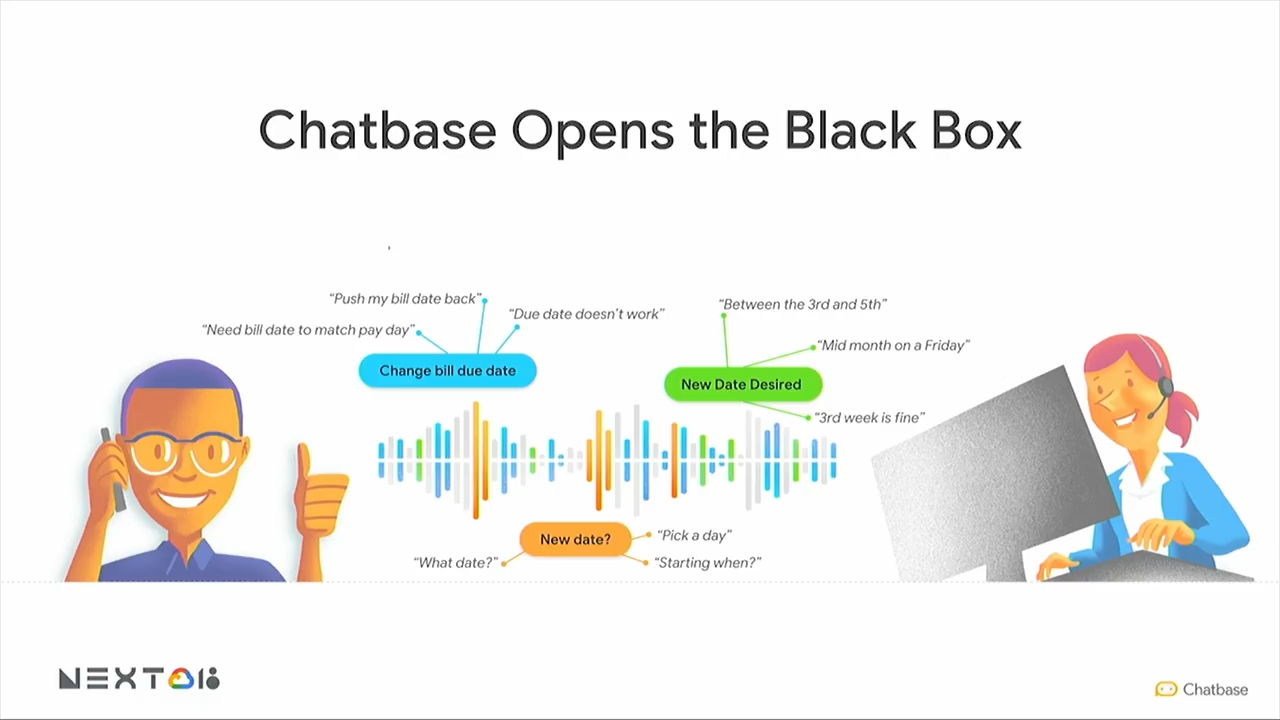 Chatbase Opens the Black Box
“Push my bill date back”
“Due date doesn’t work”
“Need bill date to match pay day”
Change bill due date
“Between the 3rd and 5th”
“Mid month on a Friday”
New Date Desired
“3rd week is fine”
New date?
“Pick a day”
“What date?”
“Starting when?”
NEXT18
Chatbase